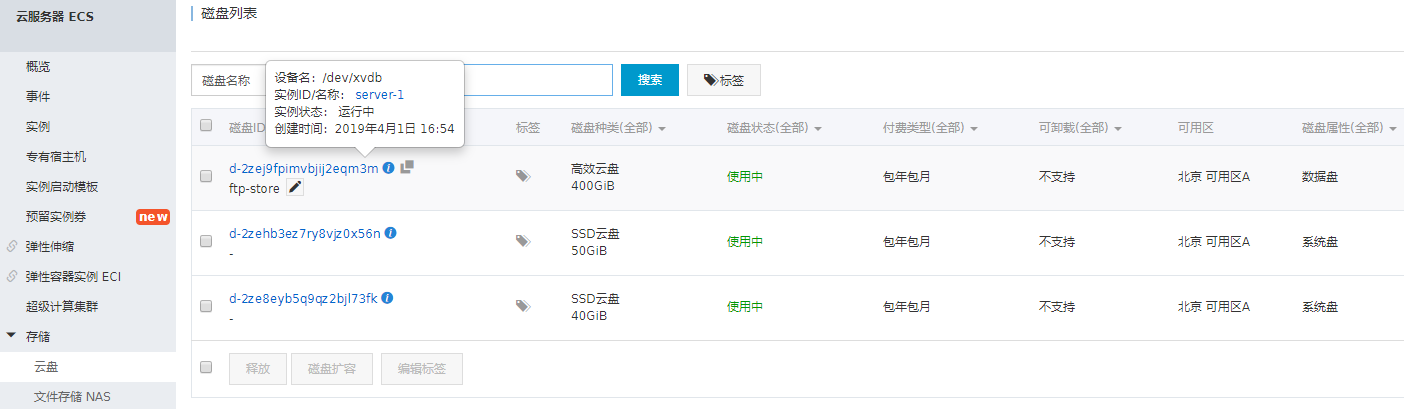 云服务器 ECS
概览
事件
实例
专有宿主机
实例启动模板
预留实例券 new
弹性伸缩
弹性容器实例 ECI
超级计算集群
存储
云盘
文件存储 NAS
磁盘列表
磁盘名称
搜索
标签
设备名：/dev/xvdb
实例ID/名称： server-1
实例状态： 运行中
创建时间：2019年4月1日 16:54
磁盘ID 标签 磁盘种类(全部) 磁盘状态(全部) 付费类型(全部) 可卸载(全部) 可用区 磁盘属性(全部)
d-2zej9fpimvbjij2eqm3m 高效云盘 使用中 包年包月 不支持 北京 可用区A 数据盘
ftp-store 400GiB
d-2zehb3ez7ry8vjz0x56n SSD云盘 使用中 包年包月 不支持 北京 可用区A 系统盘
- 50GiB
d-2ze8eyb5q9qz2bjl73fk SSD云盘 使用中 包年包月 不支持 北京 可用区A 系统盘
- 40GiB
释放 磁盘扩容 编辑标签